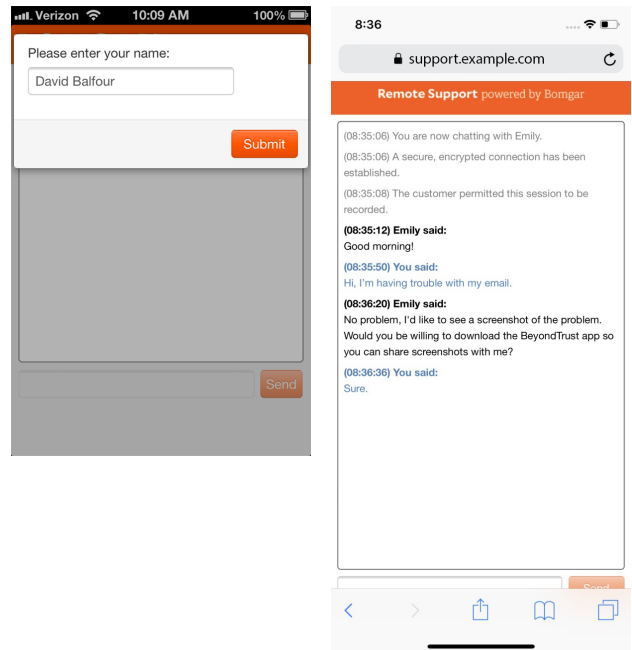 Verizon 10:09 AM 100%
Please enter your name:
David Balfour
Submit
Send
8:36
support.example.com
Remote Support powered by Bomgar
(08:35:06) You are now chatting with Emily.
(08:35:06) A secure, encrypted connection has been
established.
(08:35:08) The customer permitted this session to be
recorded.
(08:35:12) Emily said:
Good morning!
(08:35:50) You said:
Hi, I'm having trouble with my email.
(08:36:20) Emily said:
No problem, I'd like to see a screenshot of the problem.
Would you be willing to download the BeyondTrust app so
you can share screenshots with me?
(08:36:36) You said:
Sure.
Send